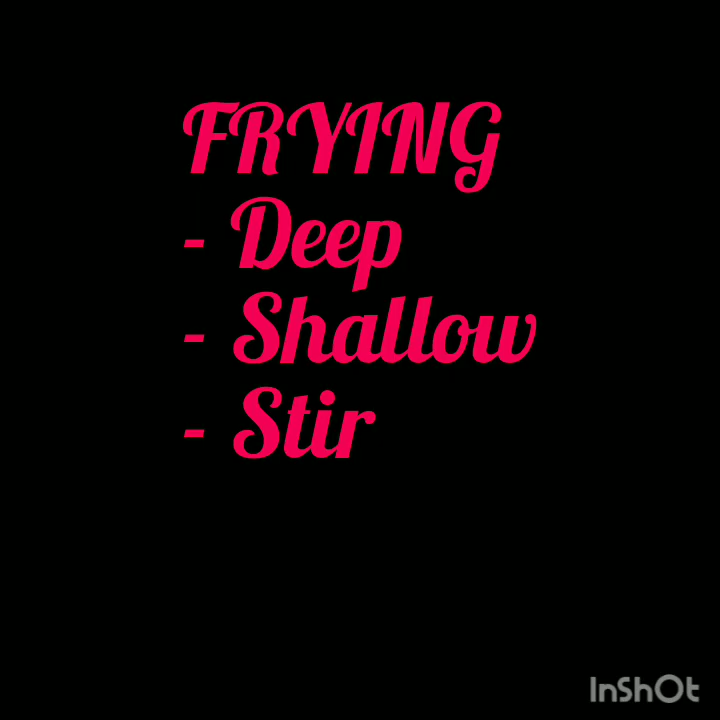 FRYING
- Deep
- Shallow
- Stir
InShOt